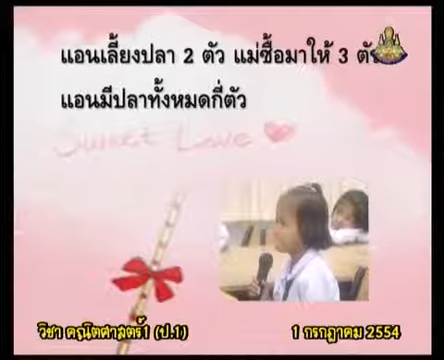 แอนเลี้ยงปลา 2 ตัว แม่ซื้อมาให้ 3 ตัว
แอนมีปลาทั้งหมดกี่ตัว
Sweet Love
วิชา คณิตศาสตร์1 (ป.1)
1 กรกฎาคม 2554